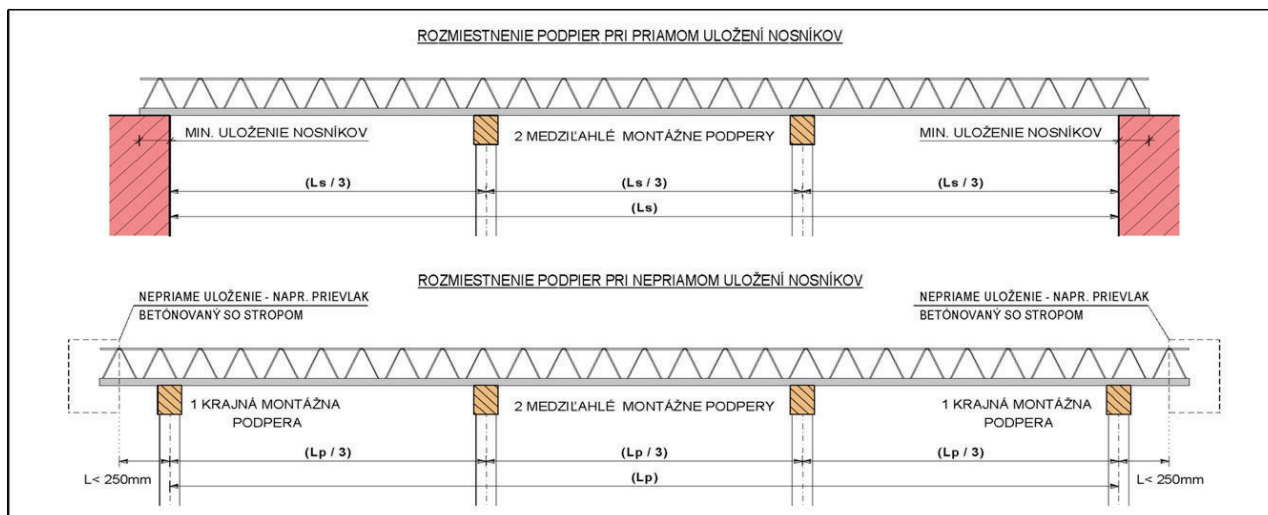 ROZMIESTNENIE PODPIER PRI PRIAMOM ULOŽENÍ NOSNÍKOV
MIN. ULOŽENIE NOSNÍKOV
2 MEDZIĽAHLÉ MONTÁŽNE PODPERY
MIN. ULOŽENIE NOSNÍKOV
(Ls / 3)
(Ls / 3)
(Ls / 3)
(Ls)
ROZMIESTNENIE PODPIER PRI NEPRIAMOM ULOŽENÍ NOSNÍKOV
NEPRIAME ULOŽENIE - NAPR. PRIEVLAK
BETÓNOVANÝ SO STROPOM
NEPRIAME ULOŽENIE - NAPR. PRIEVLAK
BETÓNOVANÝ SO STROPOM
1 KRAJNÁ MONTÁŽNA
PODPERA
2 MEDZIĽAHLÉ MONTÁŽNE PODPERY
1 KRAJNÁ MONTÁŽNA
PODPERA
(Lp / 3)
(Lp / 3)
(Lp / 3)
L< 250mm
(Lp)
L< 250mm